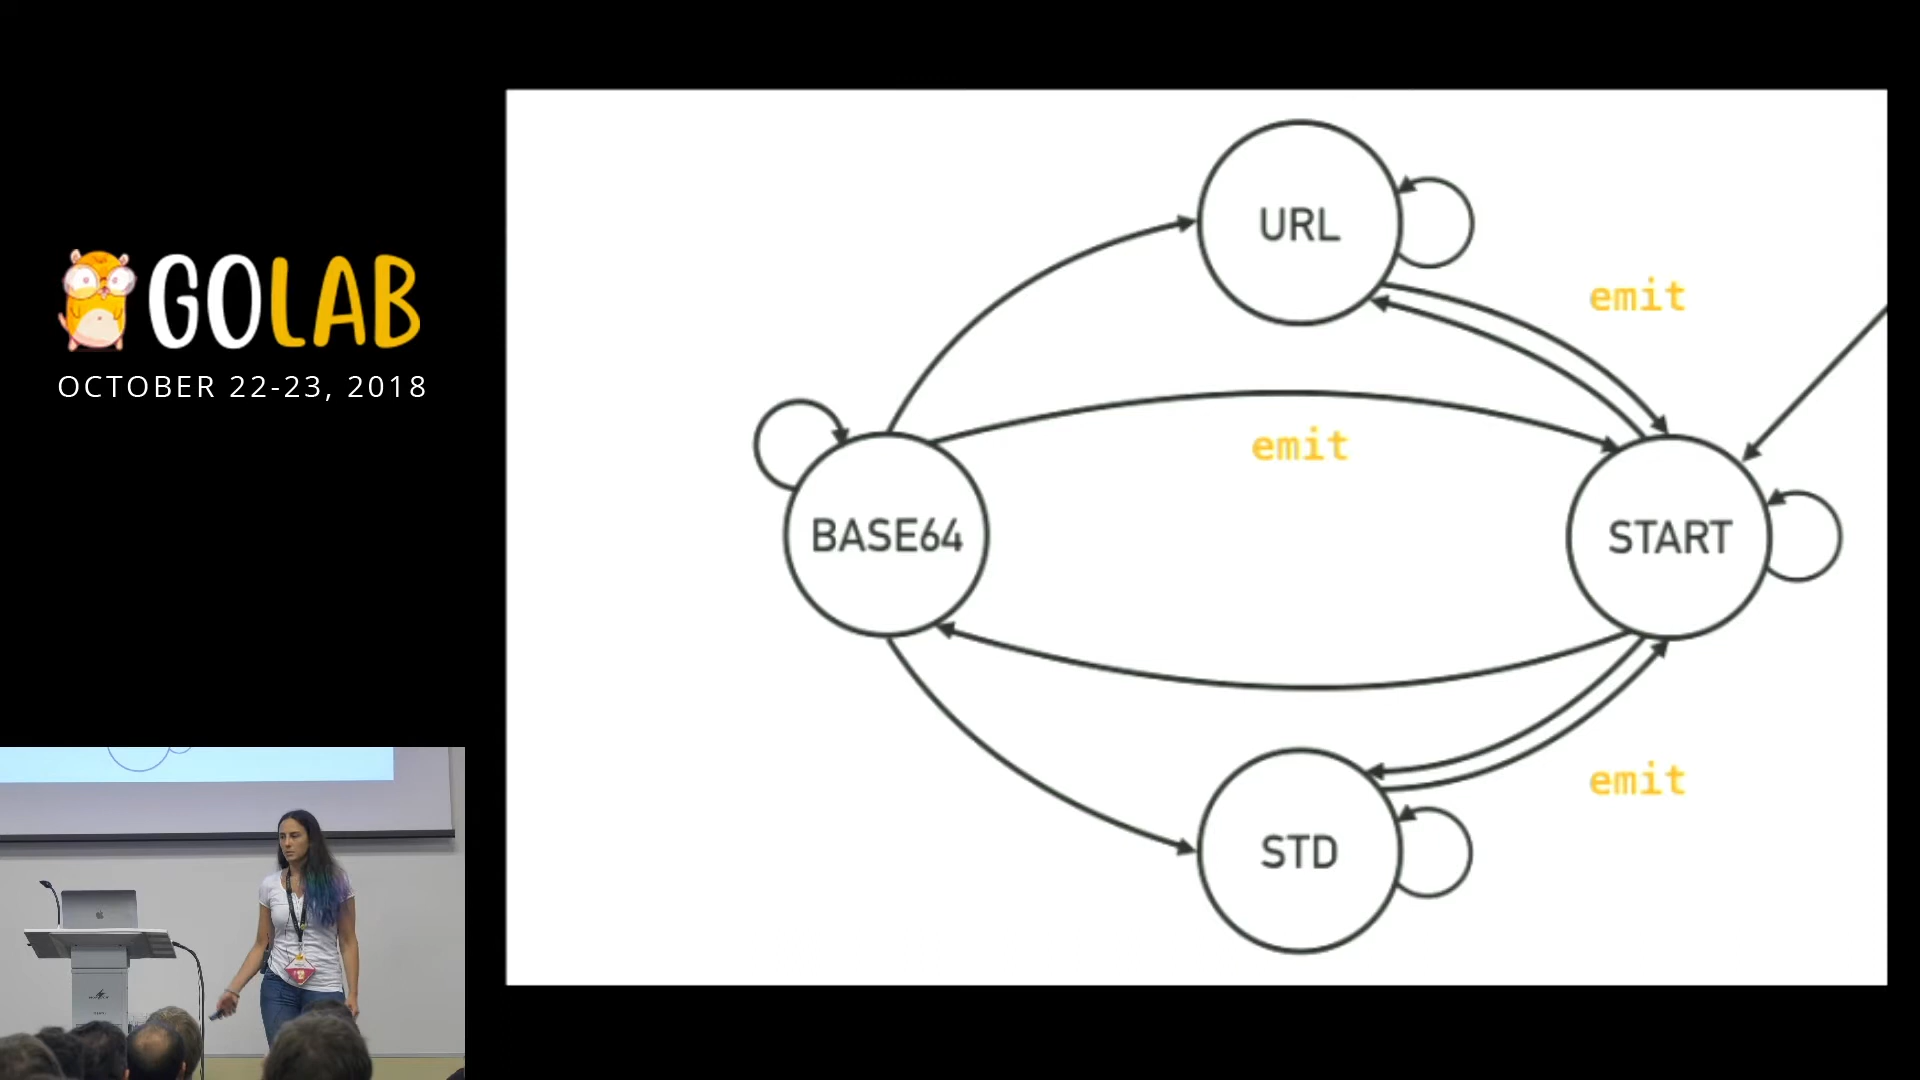 GOLAB
OCTOBER 22-23, 2018
URL
emit
emit
BASE64
START
emit
STD